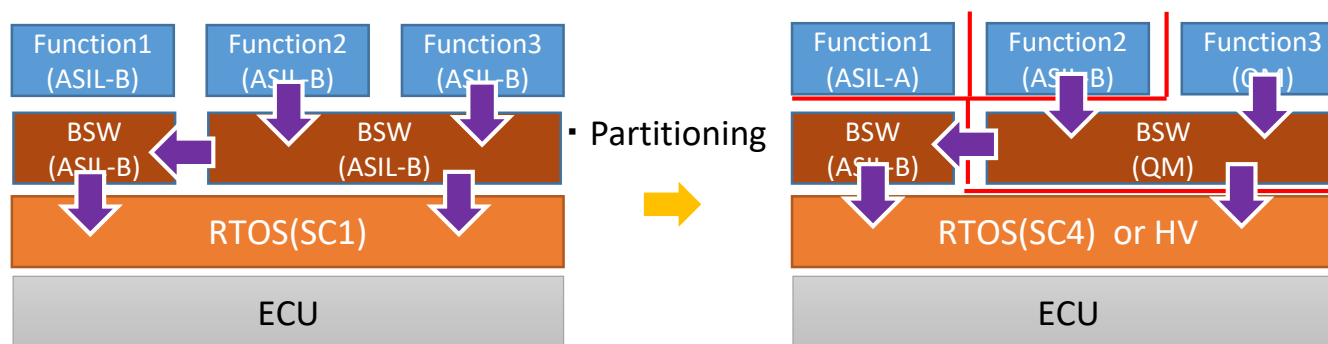 Function1
(ASIL-B)
Function2
(ASIL-B)
Function3
(ASIL-B)
BSW
(ASIL-B)
BSW
(ASIL-B)
RTOS(SC1)
ECU
・ Partitioning
Function1
(ASIL-A)
Function2
(ASIL-B)
Function3
(QM)
BSW
(ASIL-B)
BSW
(QM)
RTOS(SC4) or HV
ECU